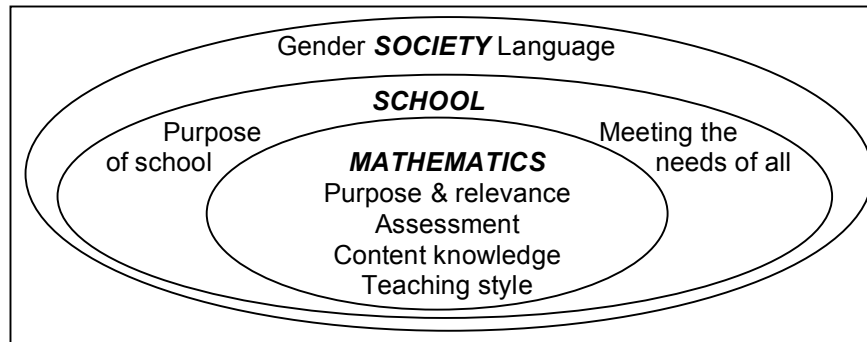 Gender SOCIETY Language
SCHOOL
Purpose
of school
Meeting the
needs of all
MATHEMATICS
Purpose & relevance
Assessment
Content knowledge
Teaching style